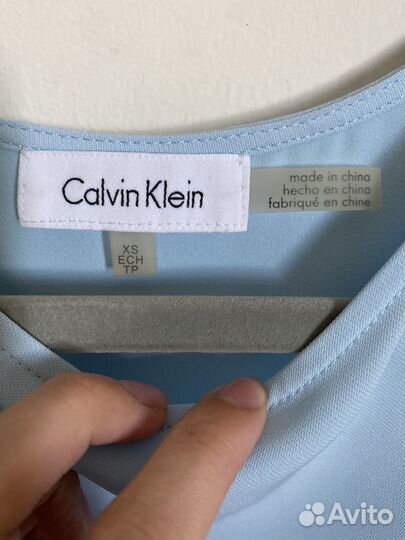 Calvin Klein
made in china
hecho en china
fabriqué en chine
XS
ECH
TP
Avito